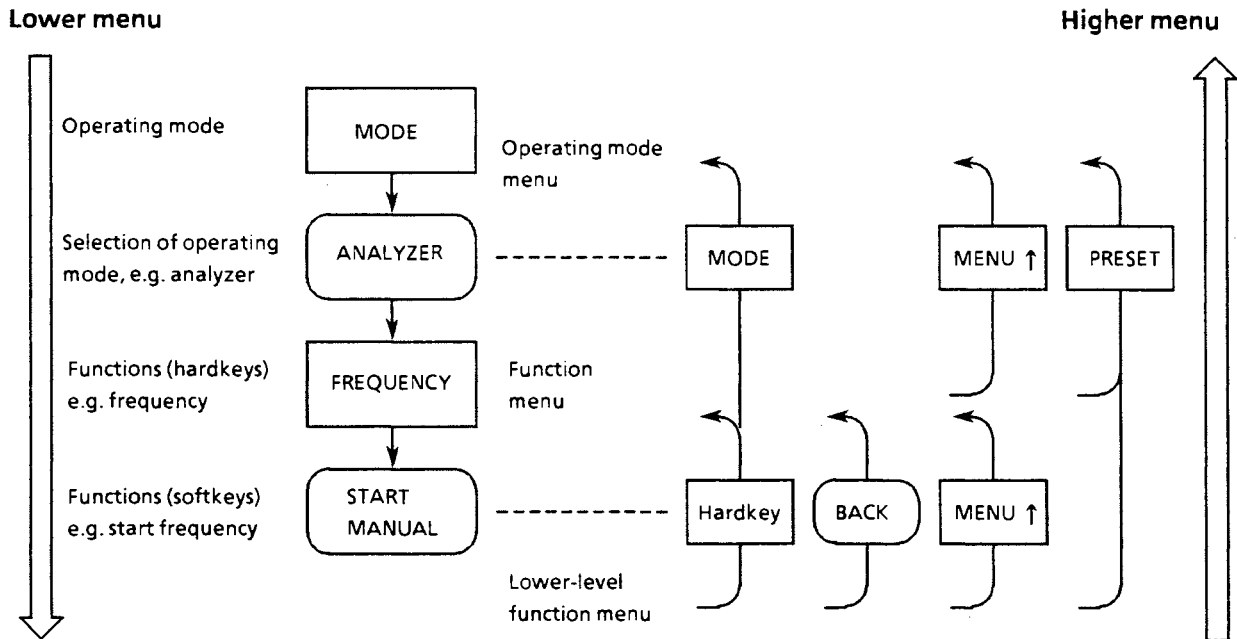 Lower menu
Higher menu
Operating mode
MODE
Operating mode
menu
Selection of operating
mode, e.g. analyzer
ANALYZER
MODE
MENU ↑
PRESET
Functions (hardkeys)
e.g. frequency
FREQUENCY
Function
menu
Functions (softkeys)
e.g. start frequency
START
MANUAL
Hardkey
BACK
MENU ↑
Lower-level
function menu